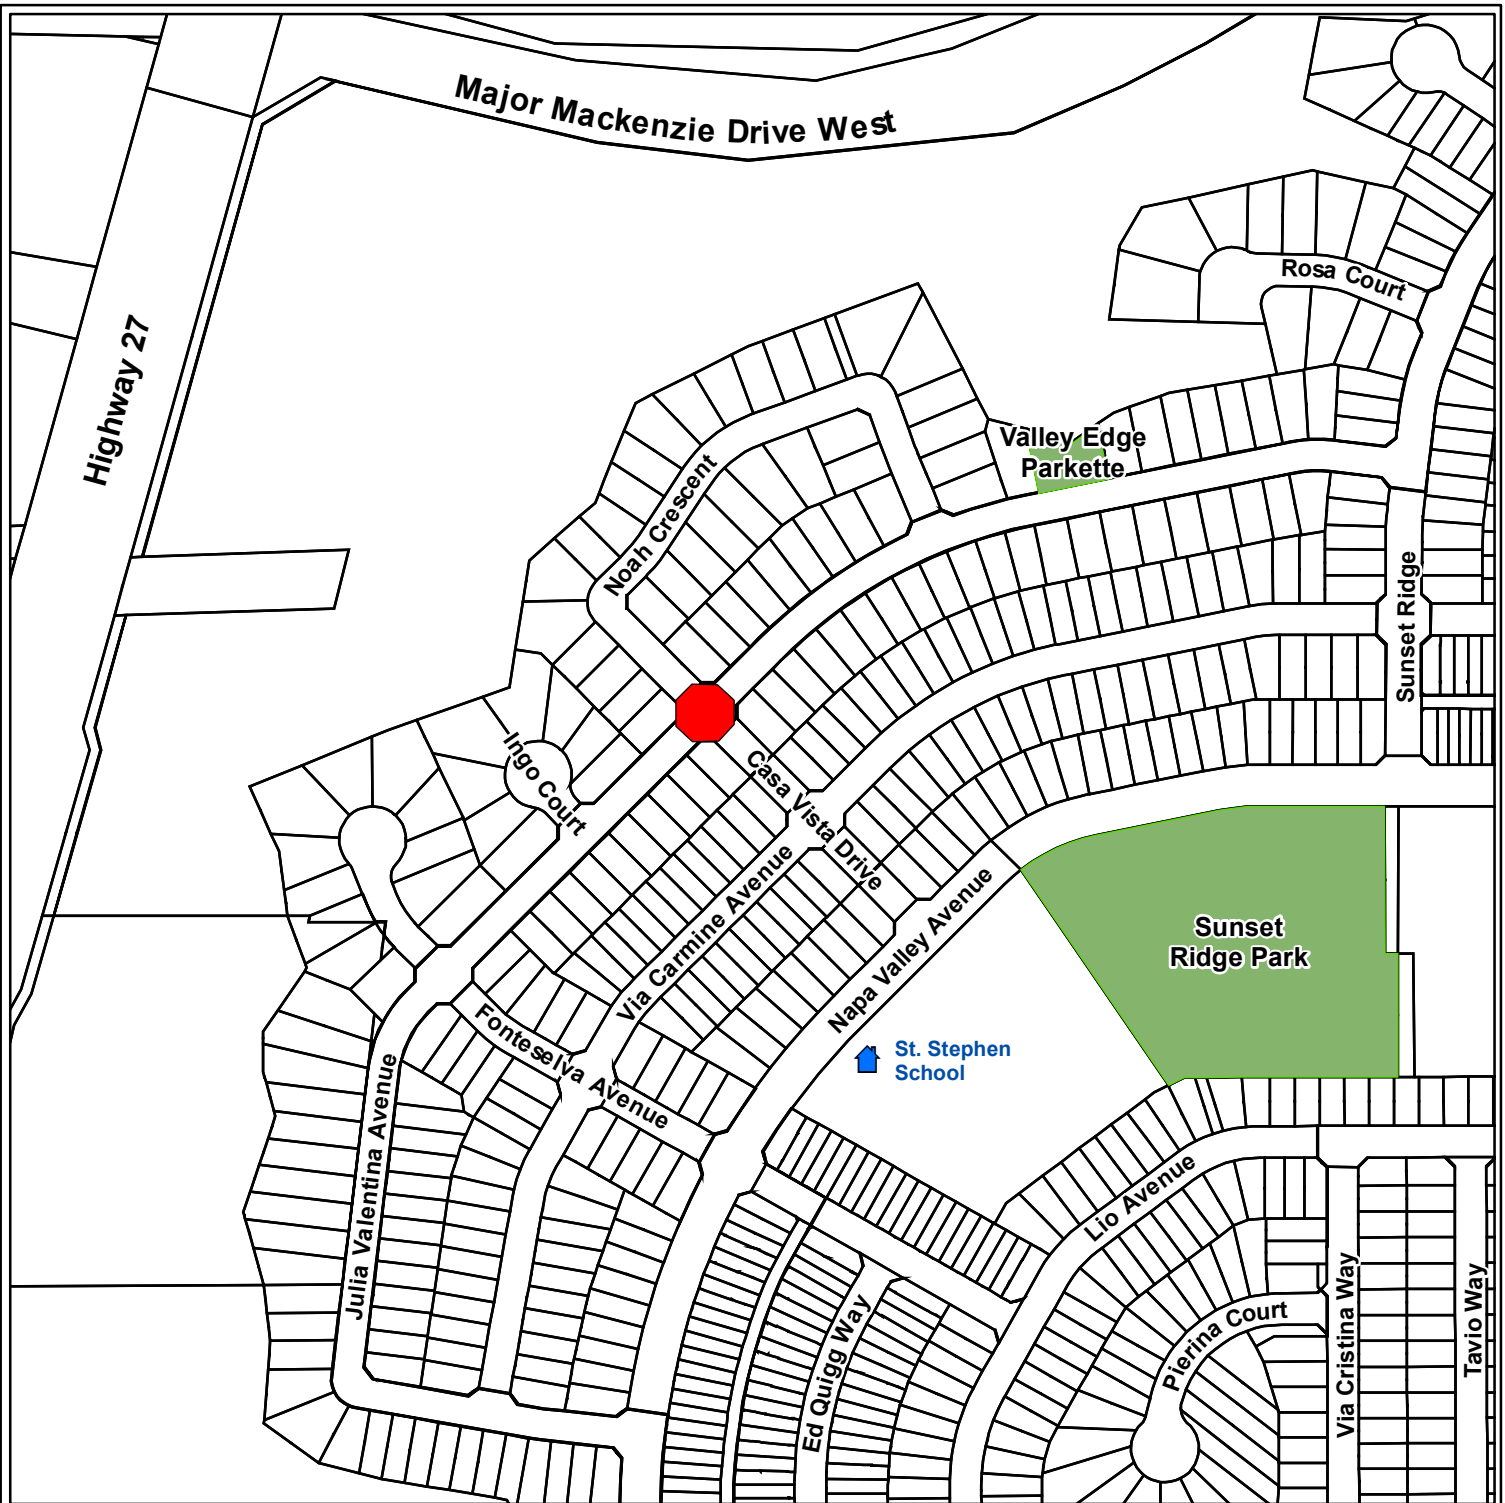 Major Mackenzie Drive West
Rosa Court
Highway 27
Valley Edge
Parkette
Noah Crescent
Sunset Ridge
Ingo Court
Casa Vista Drive
Via Carmine Avenue
Napa Valley Avenue
Sunset
Ridge Park
Fonteselva Avenue
St. Stephen
School
Julia Valentina Avenue
Lio Avenue
Pierina Court
Ed Quigg Way
Via Cristina Way
Tavio Way